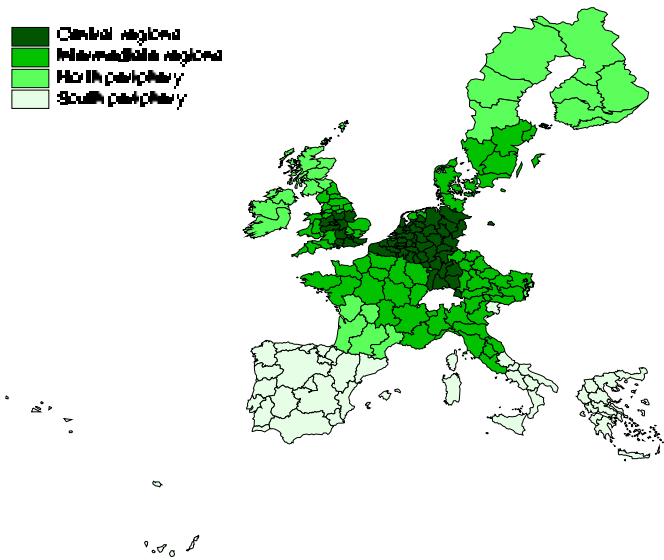 Central regions
Intermediate regions
North periphery
South periphery